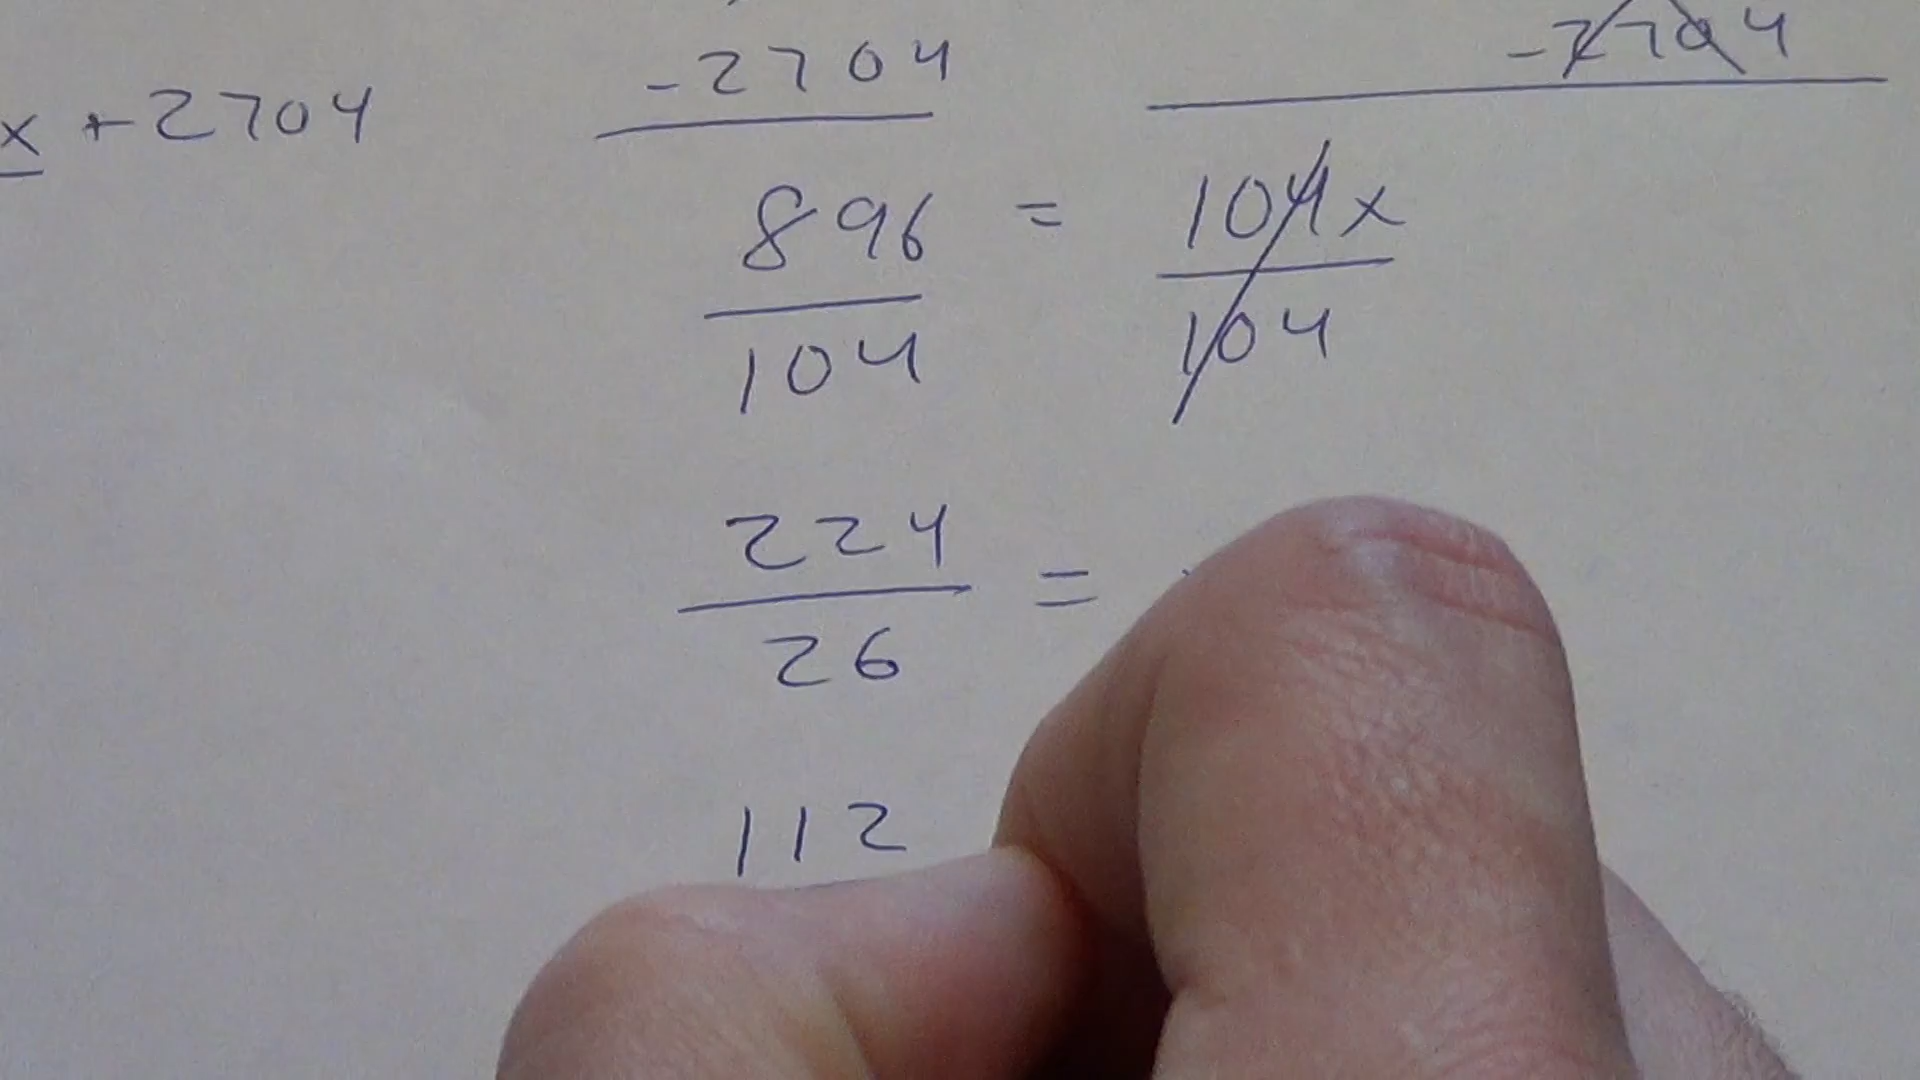 -2704 -2704
x + 2704
896 = 104x
104 104
224 =
26
112